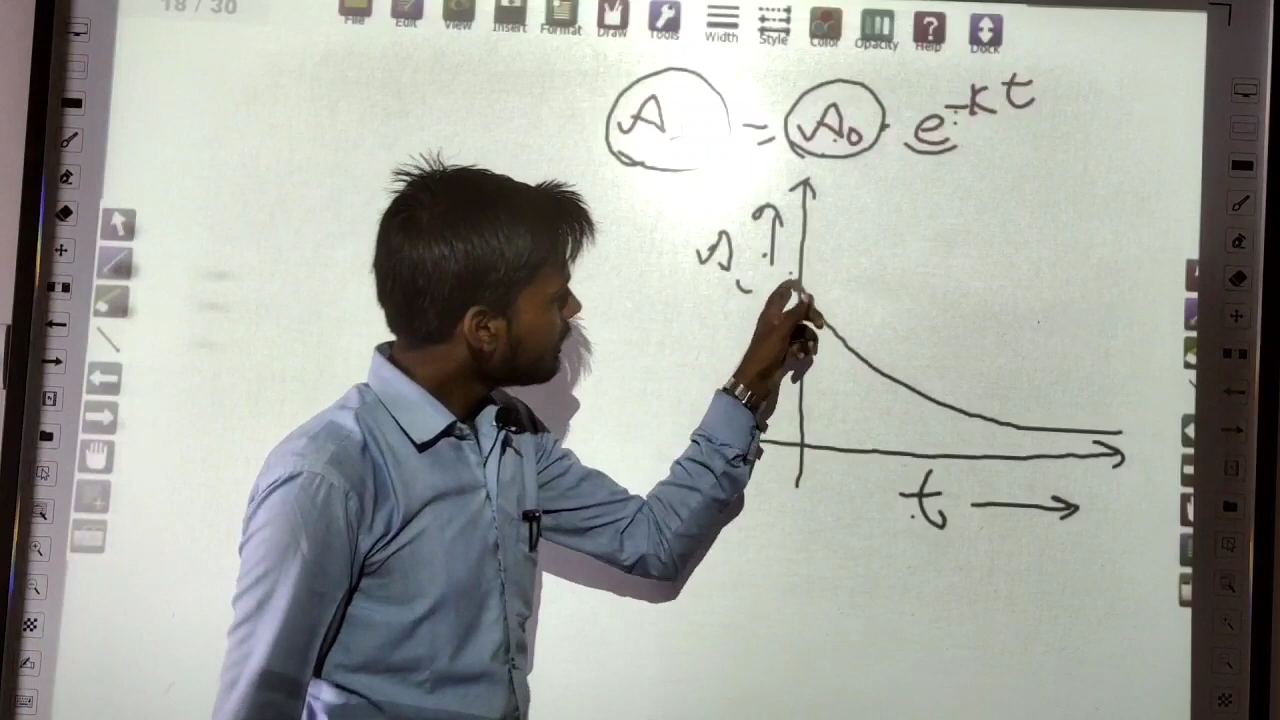 18 / 30
File Edit View Insert Format Draw Tools Width Style Color Opacity Help Dock
A = A₀ e^-kt
A
t